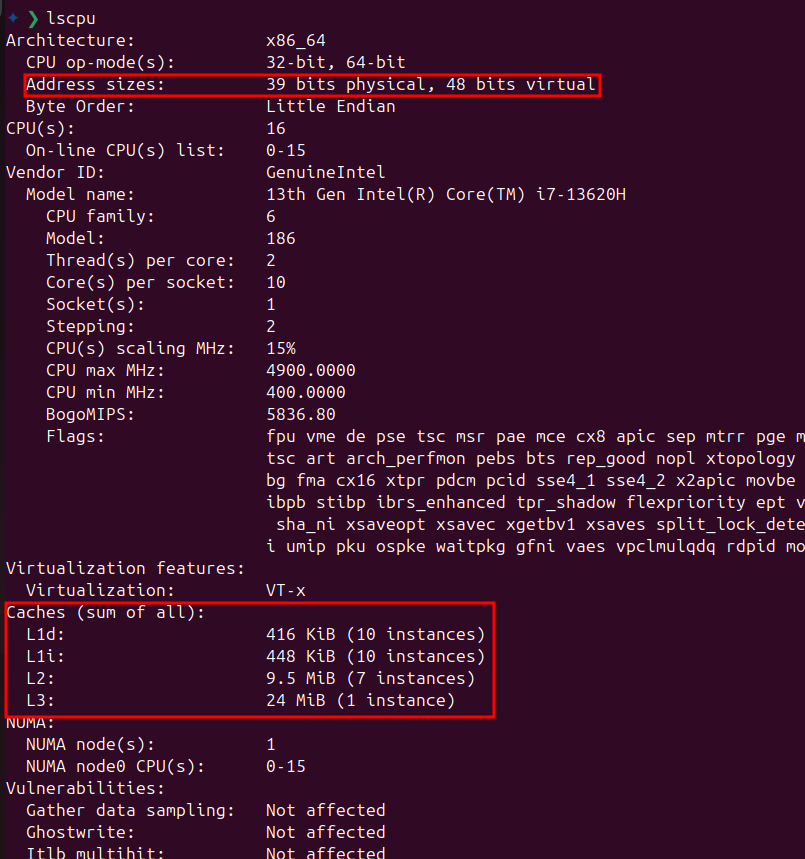 ❯ lscpu
Architecture: x86_64
CPU op-mode(s): 32-bit, 64-bit
Address sizes: 39 bits physical, 48 bits virtual
Byte Order: Little Endian
CPU(s): 16
On-line CPU(s) list: 0-15
Vendor ID: GenuineIntel
Model name: 13th Gen Intel(R) Core(TM) i7-13620H
CPU family: 6
Model: 186
Thread(s) per core: 2
Core(s) per socket: 10
Socket(s): 1
Stepping: 2
CPU(s) scaling MHz: 15%
CPU max MHz: 4900.0000
CPU min MHz: 400.0000
BogoMIPS: 5836.80
Flags: fpu vme de pse tsc msr pae mce cx8 apic sep mtrr pge m
tsc art arch_perfmon pebs bts rep_good nopl xtopology
bg fma cx16 xtpr pdcm pcid sse4_1 sse4_2 x2apic movbe
ibpb stibp ibrs_enhanced tpr_shadow flexpriority ept v
sha_ni xsaveopt xsavec xgetbv1 xsaves split_lock_dete
i umip pku ospke waitpkg gfni vaes vpclmulqdq rdpid mo
Virtualization features:
Virtualization: VT-x
Caches (sum of all):
L1d: 416 KiB (10 instances)
L1i: 448 KiB (10 instances)
L2: 9.5 MiB (7 instances)
L3: 24 MiB (1 instance)
NUMA:
NUMA node(s): 1
NUMA node0 CPU(s): 0-15
Vulnerabilities:
Gather data sampling: Not affected
Ghostwrite: Not affected
Itlb multihit: Not affected